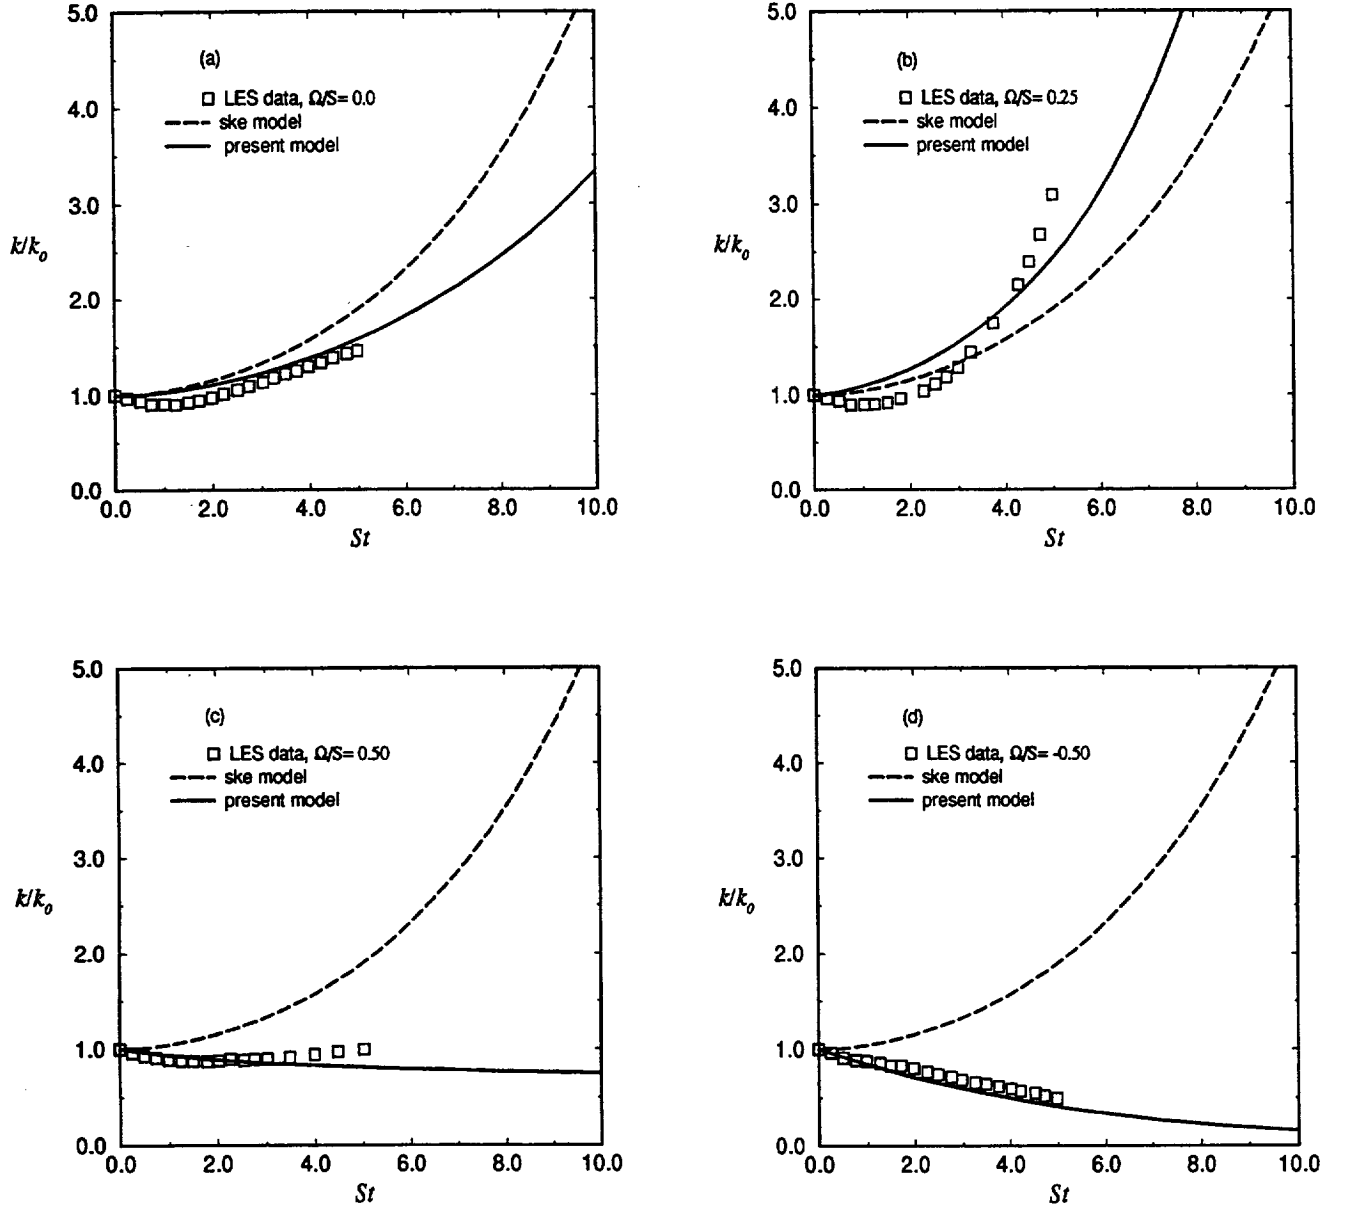 5.0
(a)
LES data, Ω/S= 0.0
4.0
ske model
present model
3.0
k/ko
2.0
1.0
0.0
0.0 2.0 4.0 6.0 8.0 10.0
St
5.0
(b)
LES data, Ω/S= 0.25
4.0
ske model
present model
3.0
k/ko
2.0
1.0
0.0
0.0 2.0 4.0 6.0 8.0 10.0
St
5.0
(c)
LES data, Ω/S= 0.50
4.0
ske model
present model
3.0
k/ko
2.0
1.0
0.0
0.0 2.0 4.0 6.0 8.0 10.0
St
5.0
(d)
LES data, Ω/S= -0.50
4.0
ske model
present model
3.0
k/ko
2.0
1.0
0.0
0.0 2.0 4.0 6.0 8.0 10.0
St